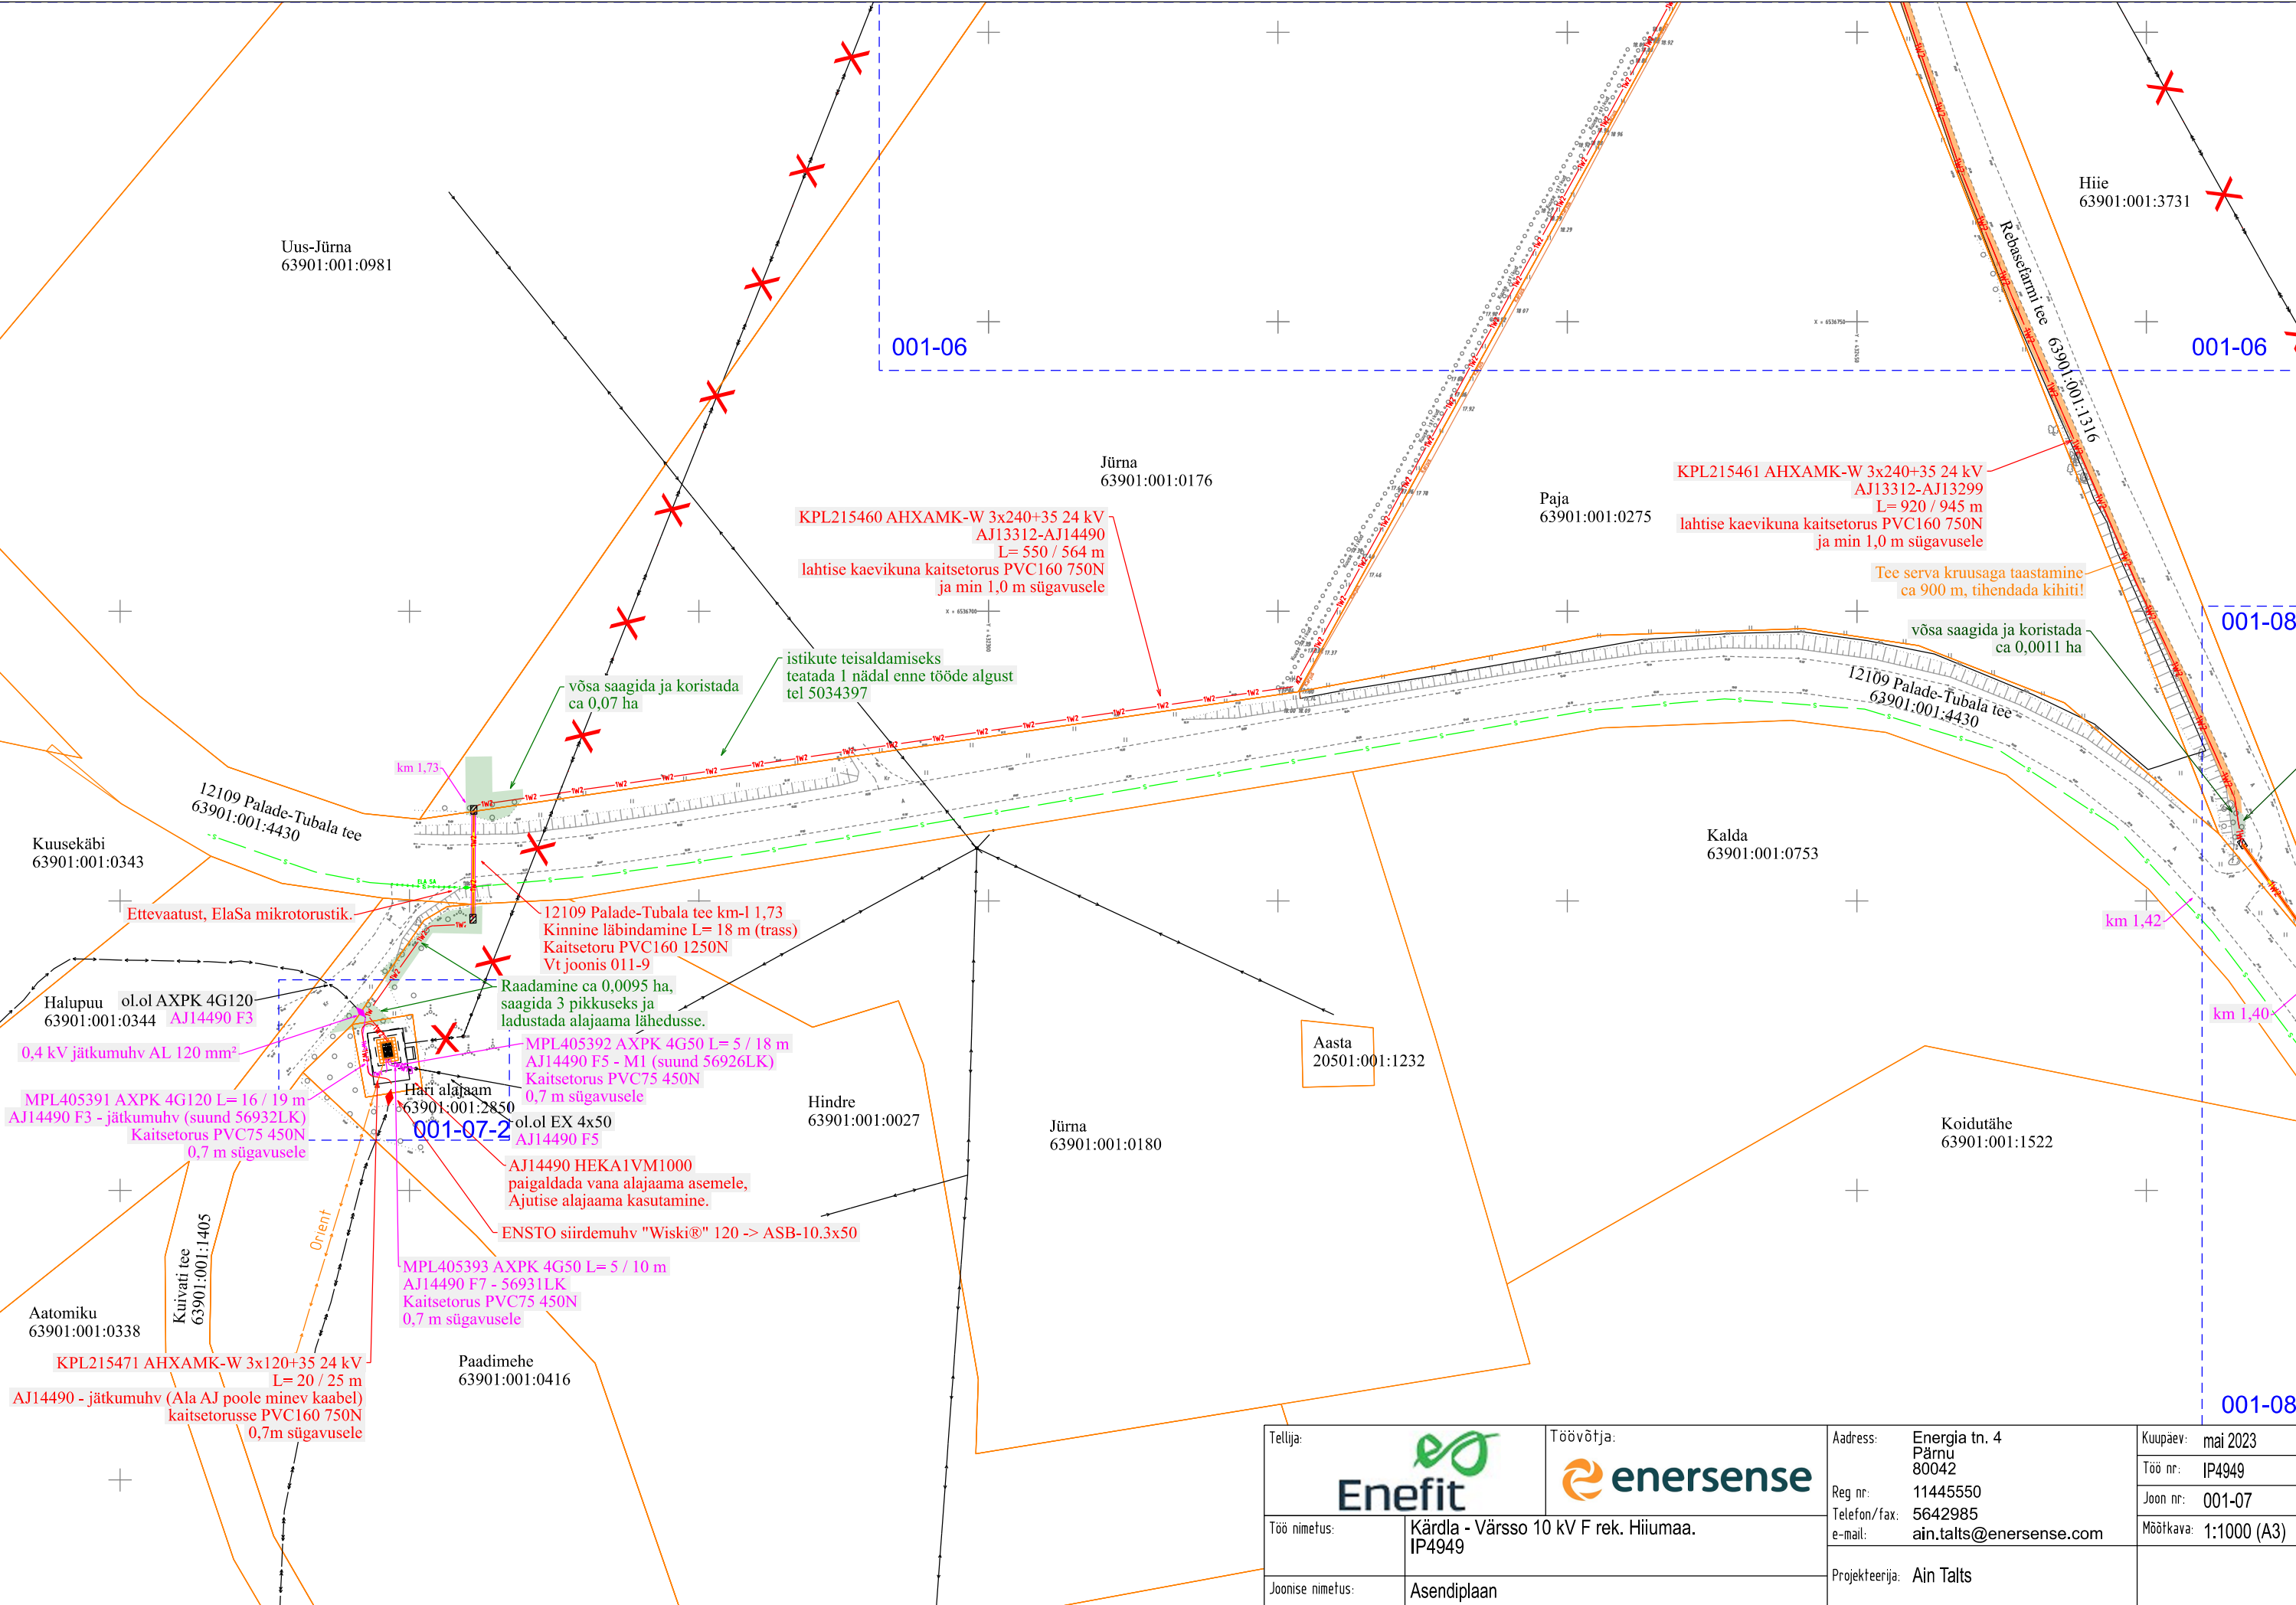 Uus-Jürna
63901:001:0981
001-06
Hiie
63901:001:3731
Rebasefarmi tee 63901:001:1316
001-06
X = 6536750
Jürna
63901:001:0176
Paja
63901:001:0275
KPL215461 AHXAMK-W 3x240+35 24 kV
AJ13312-AJ13299
L= 920 / 945 m
lahtise kaevikuna kaitsetorus PVC160 750N
ja min 1,0 m sügavusele
KPL215460 AHXAMK-W 3x240+35 24 kV
AJ13312-AJ14490
L= 550 / 564 m
lahtise kaevikuna kaitsetorus PVC160 750N
ja min 1,0 m sügavusele
X = 6536700
Tee serva kruusaga taastamine
ca 900 m, tihendada kihiti!
001-08
võsa saagida ja koristada
ca 0,0011 ha
istikute teisaldamiseks
teatada 1 nädal enne tööde algust
tel 5034397
võsa saagida ja koristada
ca 0,07 ha
12109 Palade-Tubala tee
63901:001:4430
km 1,73
12109 Palade-Tubala tee
63901:001:4430
Kuusekäbi
63901:001:0343
Kalda
63901:001:0753
ELA SA
Ettevaatust, ElaSa mikrotorustik.
12109 Palade-Tubala tee km-l 1,73
Kinnine läbindamine L= 18 m (trass)
Kaitsetoru PVC160 1250N
Vt joonis 011-9
km 1,42
Raadamine ca 0,0095 ha,
saagida 3 pikkuseks ja
ladustada alajaama lähedusse.
Halupuu
63901:001:0344
ol.ol AXPK 4G120
AJ14490 F3
km 1,40
0,4 kV jätkumuhv AL 120 mm²
MPL405392 AXPK 4G50 L= 5 / 18 m
AJ14490 F5 - M1 (suund 56926LK)
Kaitsetorus PVC75 450N
0,7 m sügavusele
Aasta
20501:001:1232
MPL405391 AXPK 4G120 L= 16 / 19 m
AJ14490 F3 - jätkumuhv (suund 56932LK)
Kaitsetorus PVC75 450N
0,7 m sügavusele
Hari alajaam
63901:001:2850
001-07-2
ol.ol EX 4x50
AJ14490 F5
Hindre
63901:001:0027
Jürna
63901:001:0180
Koidutähe
63901:001:1522
AJ14490 HEKA1VM1000
paigaldada vana alajaama asemele,
Ajutise alajaama kasutamine.
ENSTO siirdemuhv "Wiski®" 120 -> ASB-10.3x50
Orient
Kuivati tee
63901:001:1405
MPL405393 AXPK 4G50 L= 5 / 10 m
AJ14490 F7 - 56931LK
Kaitsetorus PVC75 450N
0,7 m sügavusele
Aatomiku
63901:001:0338
Paadimehe
63901:001:0416
KPL215471 AHXAMK-W 3x120+35 24 kV
L= 20 / 25 m
AJ14490 - jätkumuhv (Ala AJ poole minev kaabel)
kaitsetorusse PVC160 750N
0,7m sügavusele
001-08
Tellija:
Enefit
Töövõtja:
enersense
Aadress: Energia tn. 4
Pärnu
80042
Reg nr: 11445550
Telefon/fax: 5642985
e-mail: ain.talts@enersense.com
Projekteerija: Ain Talts
Kuupäev: mai 2023
Töö nr: IP4949
Joon nr: 001-07
Mõõtkava: 1:1000 (A3)
Töö nimetus: Kärdla - Värsso 10 kV F rek. Hiiumaa.
IP4949
Joonise nimetus: Asendiplaan